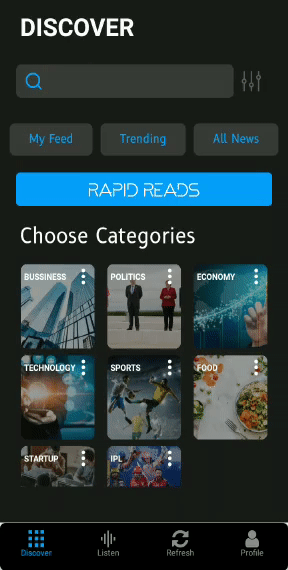 DISCOVER
My Feed Trending All News
RAPID READS
Choose Categories
BUSSINESS POLITICS ECONOMY
TECHNOLOGY SPORTS FOOD
STARTUP IPL
Discover Listen Refresh Profile